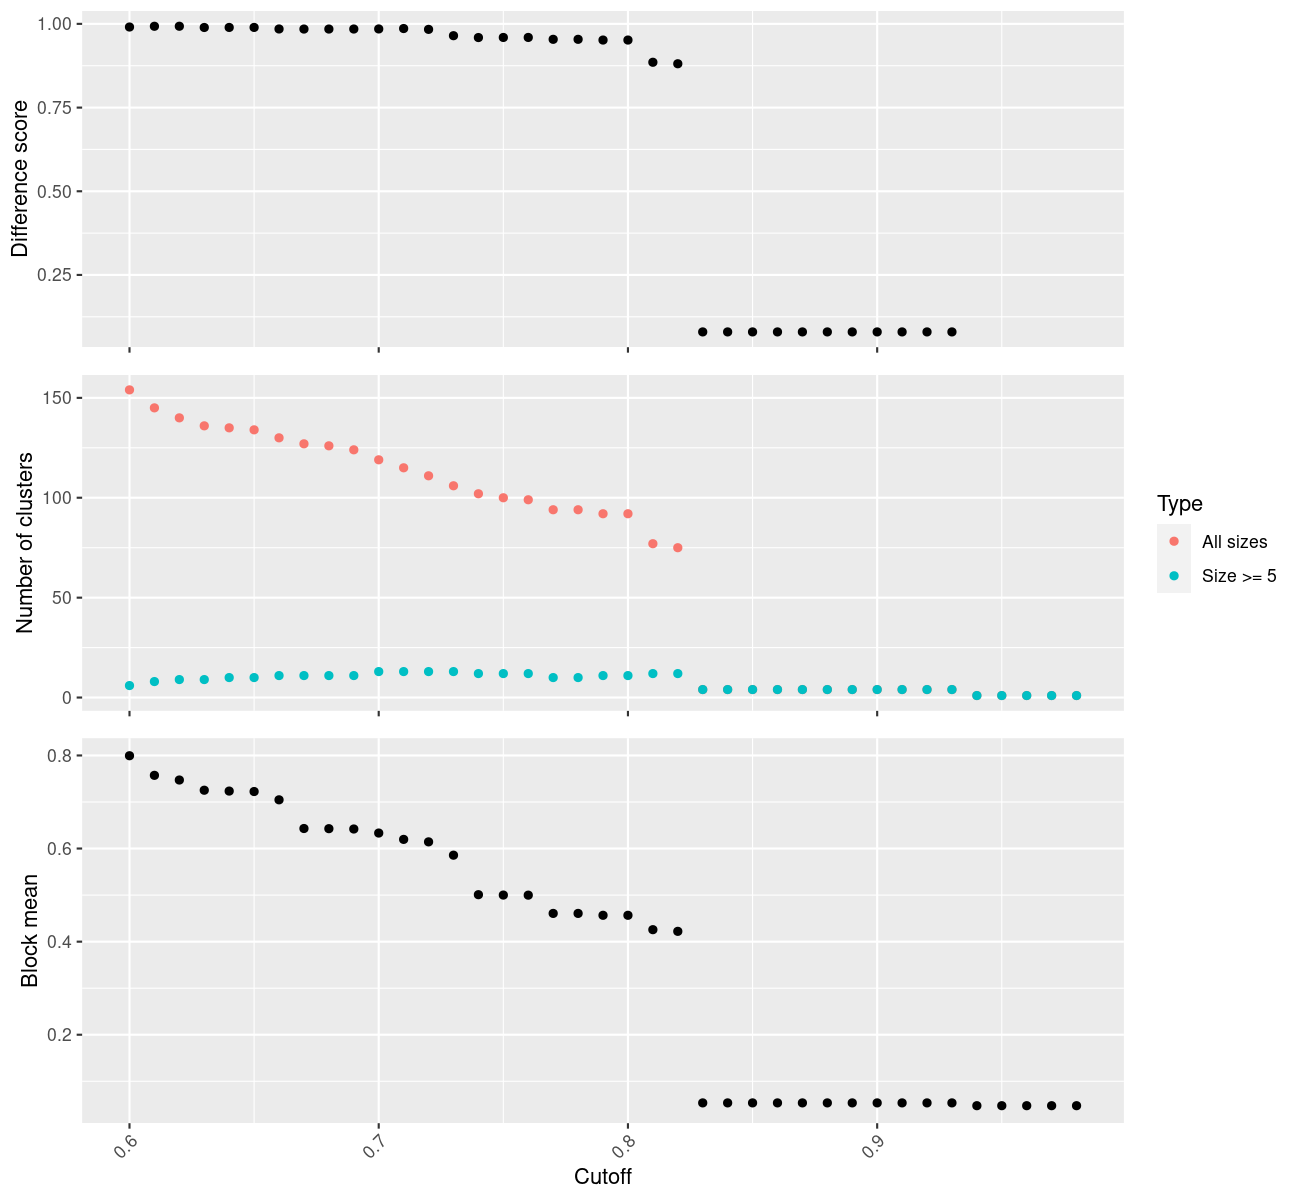 Difference score
1.00
0.75
0.50
0.25
Number of clusters
150
100
50
0
Type
All sizes
Size >= 5
Block mean
0.8
0.6
0.4
0.2
0.6 0.7 0.8 0.9
Cutoff